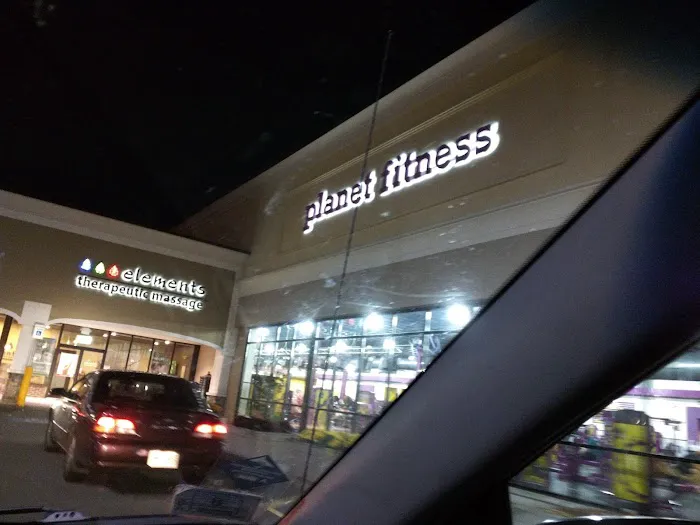 planet fitness
elements
therapeutic massage